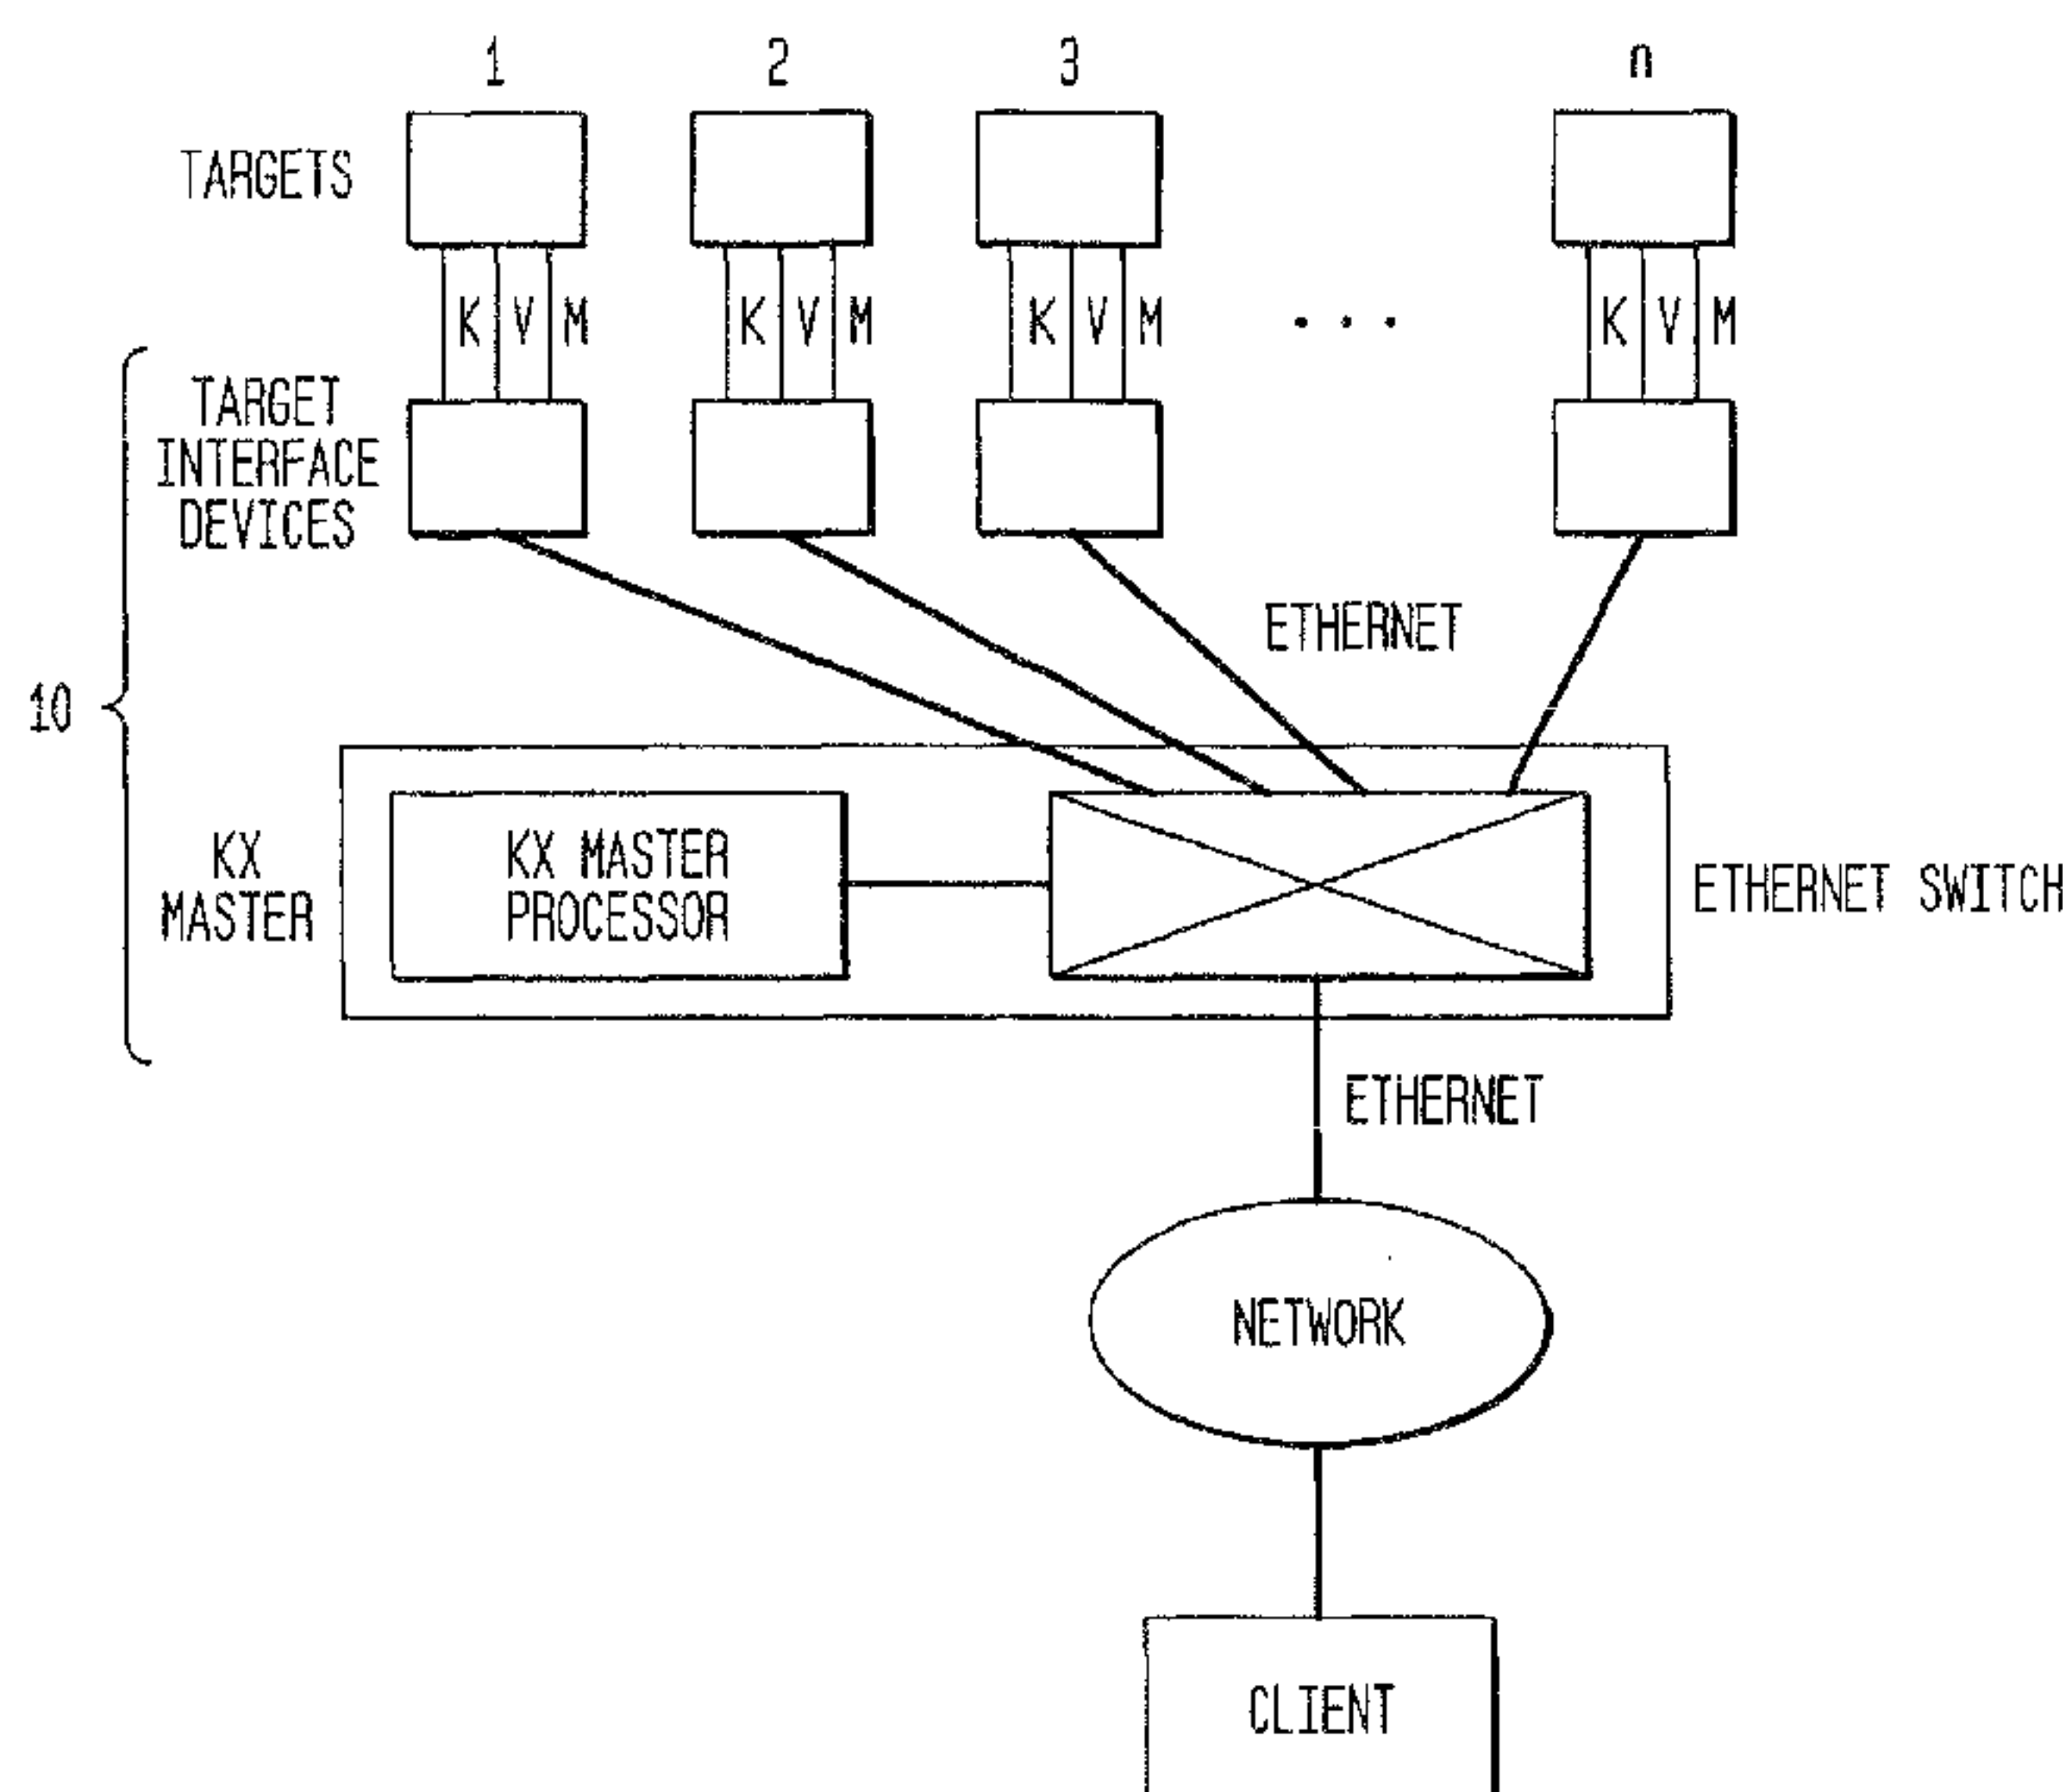 1 2 3 n
TARGETS
K V M K V M K V M . . . K V M
TARGET
INTERFACE
DEVICES
ETHERNET
10
KX
MASTER
KX MASTER
PROCESSOR
ETHERNET SWITCH
ETHERNET
NETWORK
CLIENT